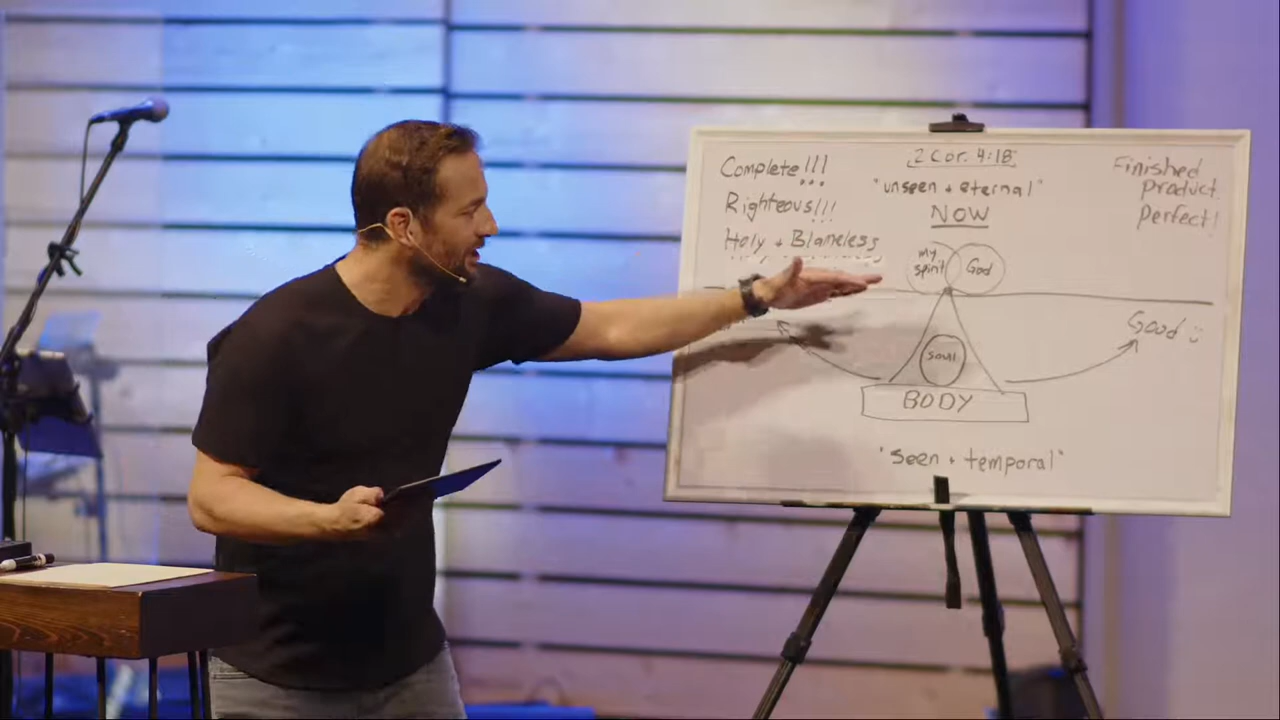 Complete!!!
Righteous!!!
Holy + Blameless
2 Cor. 4:18
"unseen + eternal"
NOW
Finished
Product.
Perfect!
my
spirit
God
Good :)
soul
BODY
"seen + temporal"